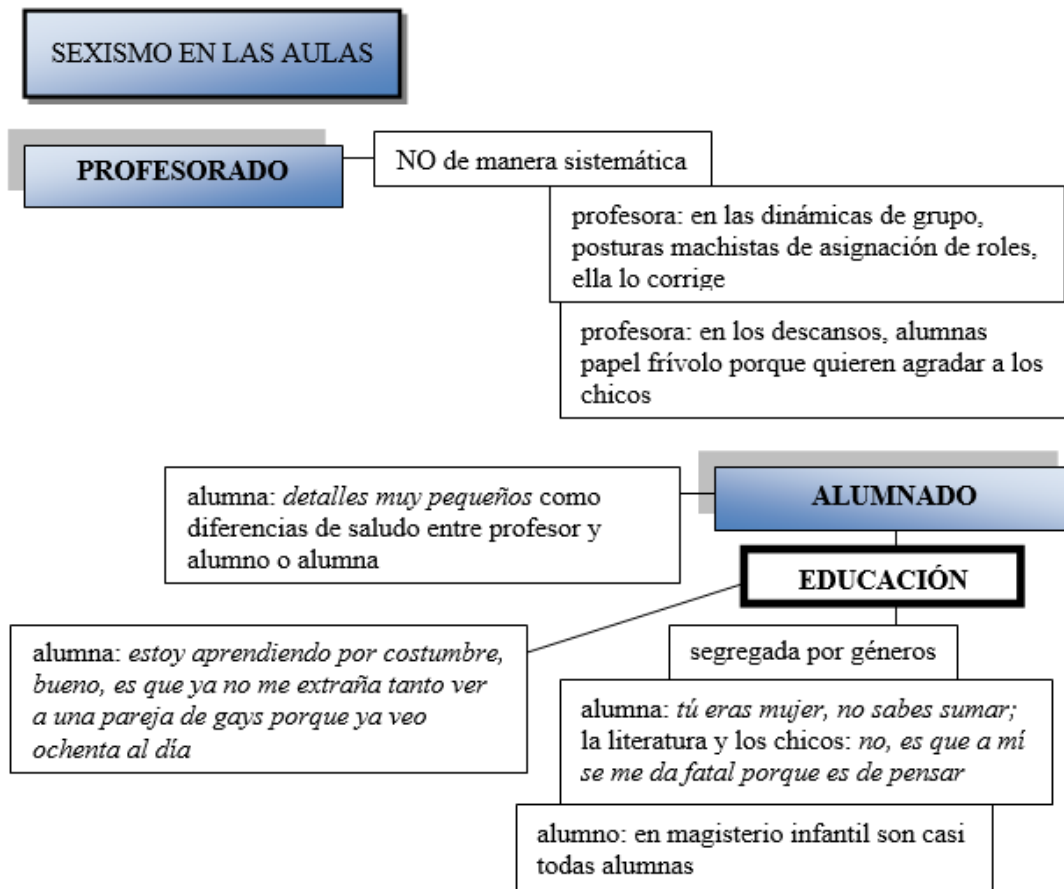 SEXISMO EN LAS AULAS
PROFESORADO
NO de manera sistemática
profesora: en las dinámicas de grupo,
posturas machistas de asignación de roles,
ella lo corrige
profesora: en los descansos, alumnas
papel frívolo porque quieren agradar a los
chicos
alumna: detalles muy pequeños como
diferencias de saludo entre profesor y
alumno o alumna
ALUMNADO
EDUCACIÓN
alumna: estoy aprendiendo por costumbre,
bueno, es que ya no me extraña tanto ver
a una pareja de gays porque ya veo
ochenta al día
segregada por géneros
alumna: tú eras mujer, no sabes sumar;
la literatura y los chicos: no, es que a mí
se me da fatal porque es de pensar
alumno: en magisterio infantil son casi
todas alumnas